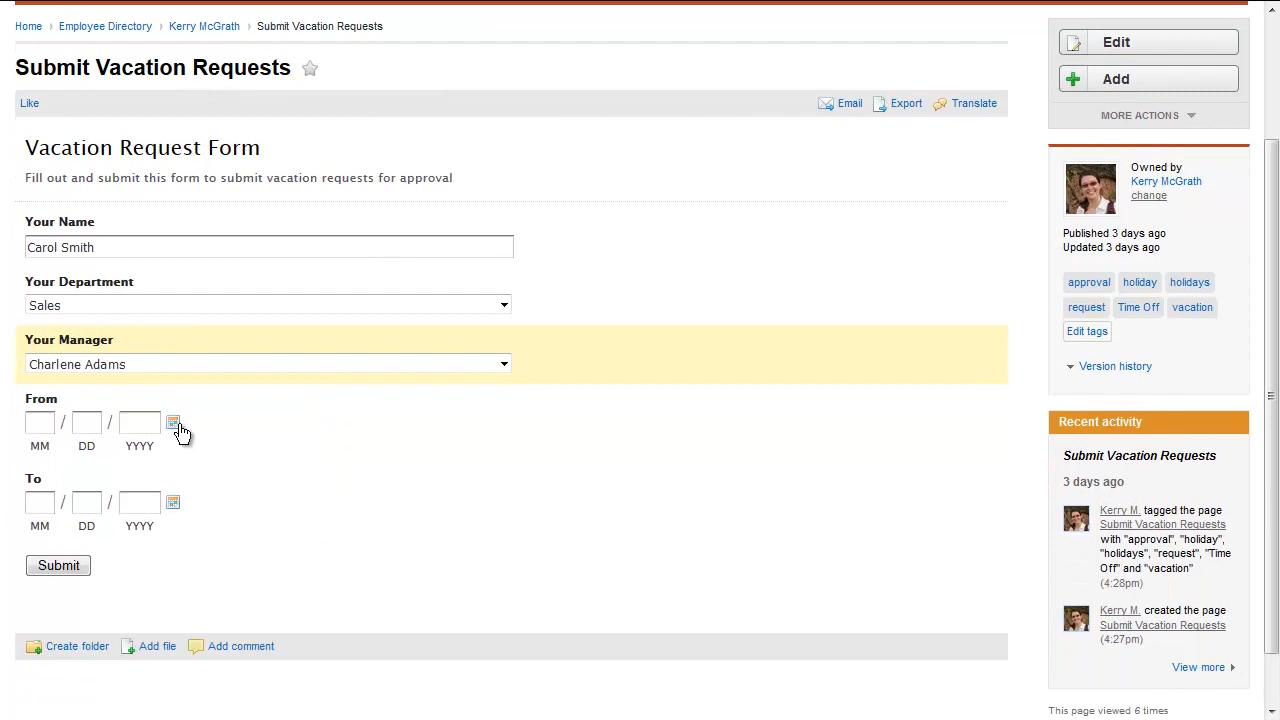 Home › Employee Directory › Kerry McGrath › Submit Vacation Requests
Submit Vacation Requests
Like
Email
Export
Translate
Vacation Request Form
Fill out and submit this form to submit vacation requests for approval
Your Name
Carol Smith
Your Department
Sales
Your Manager
Charlene Adams
From
/ /
MM DD YYYY
To
/ /
MM DD YYYY
Submit
Create folder
Add file
Add comment
Edit
Add
MORE ACTIONS
Owned by
Kerry McGrath
change
Published 3 days ago
Updated 3 days ago
approval holiday holidays
request Time Off vacation
Edit tags
Version history
Recent activity
Submit Vacation Requests
3 days ago
Kerry M. tagged the page
Submit Vacation Requests
with "approval", "holiday",
"holidays", "request", "Time
Off" and "vacation"
(4:28pm)
Kerry M. created the page
Submit Vacation Requests
(4:27pm)
View more
This page viewed 6 times